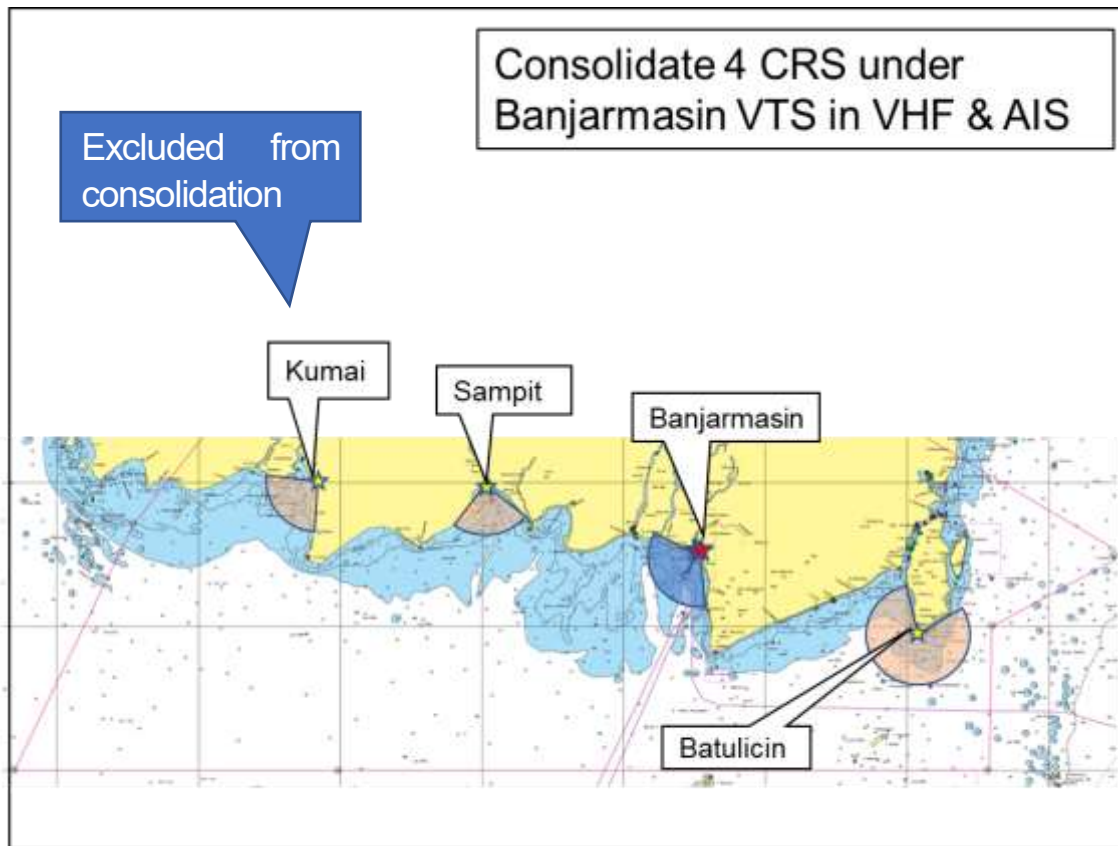 Consolidate 4 CRS under
Banjarmasin VTS in VHF & AIS
Excluded from
consolidation
Kumai
Sampit
Banjarmasin
Batulicin